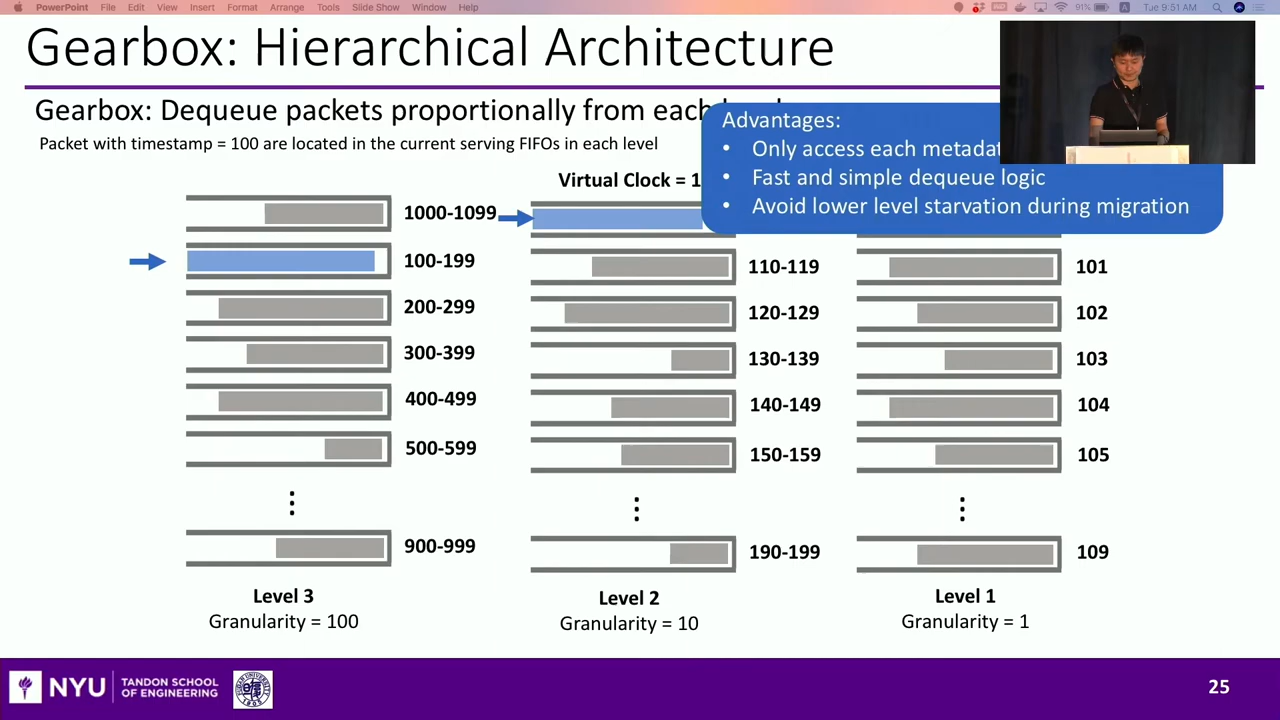 PowerPoint File Edit View Insert Format Arrange Tools Slide Show Window Help
91% Tue 9:51 AM
Gearbox: Hierarchical Architecture
Gearbox: Dequeue packets proportionally from each
Packet with timestamp = 100 are located in the current serving FIFOs in each level
Advantages:
• Only access each
• Fast and simple dequeue logic
• Avoid lower level starvation during migration
Virtual Clock = 1
1000-1099
100-199
200-299
300-399
400-499
500-599
⋮
900-999
Level 3
Granularity = 100
110-119
120-129
130-139
140-149
150-159
⋮
190-199
Level 2
Granularity = 10
101
102
103
104
105
⋮
109
Level 1
Granularity = 1
NYU
TANDON SCHOOL
OF ENGINEERING
25